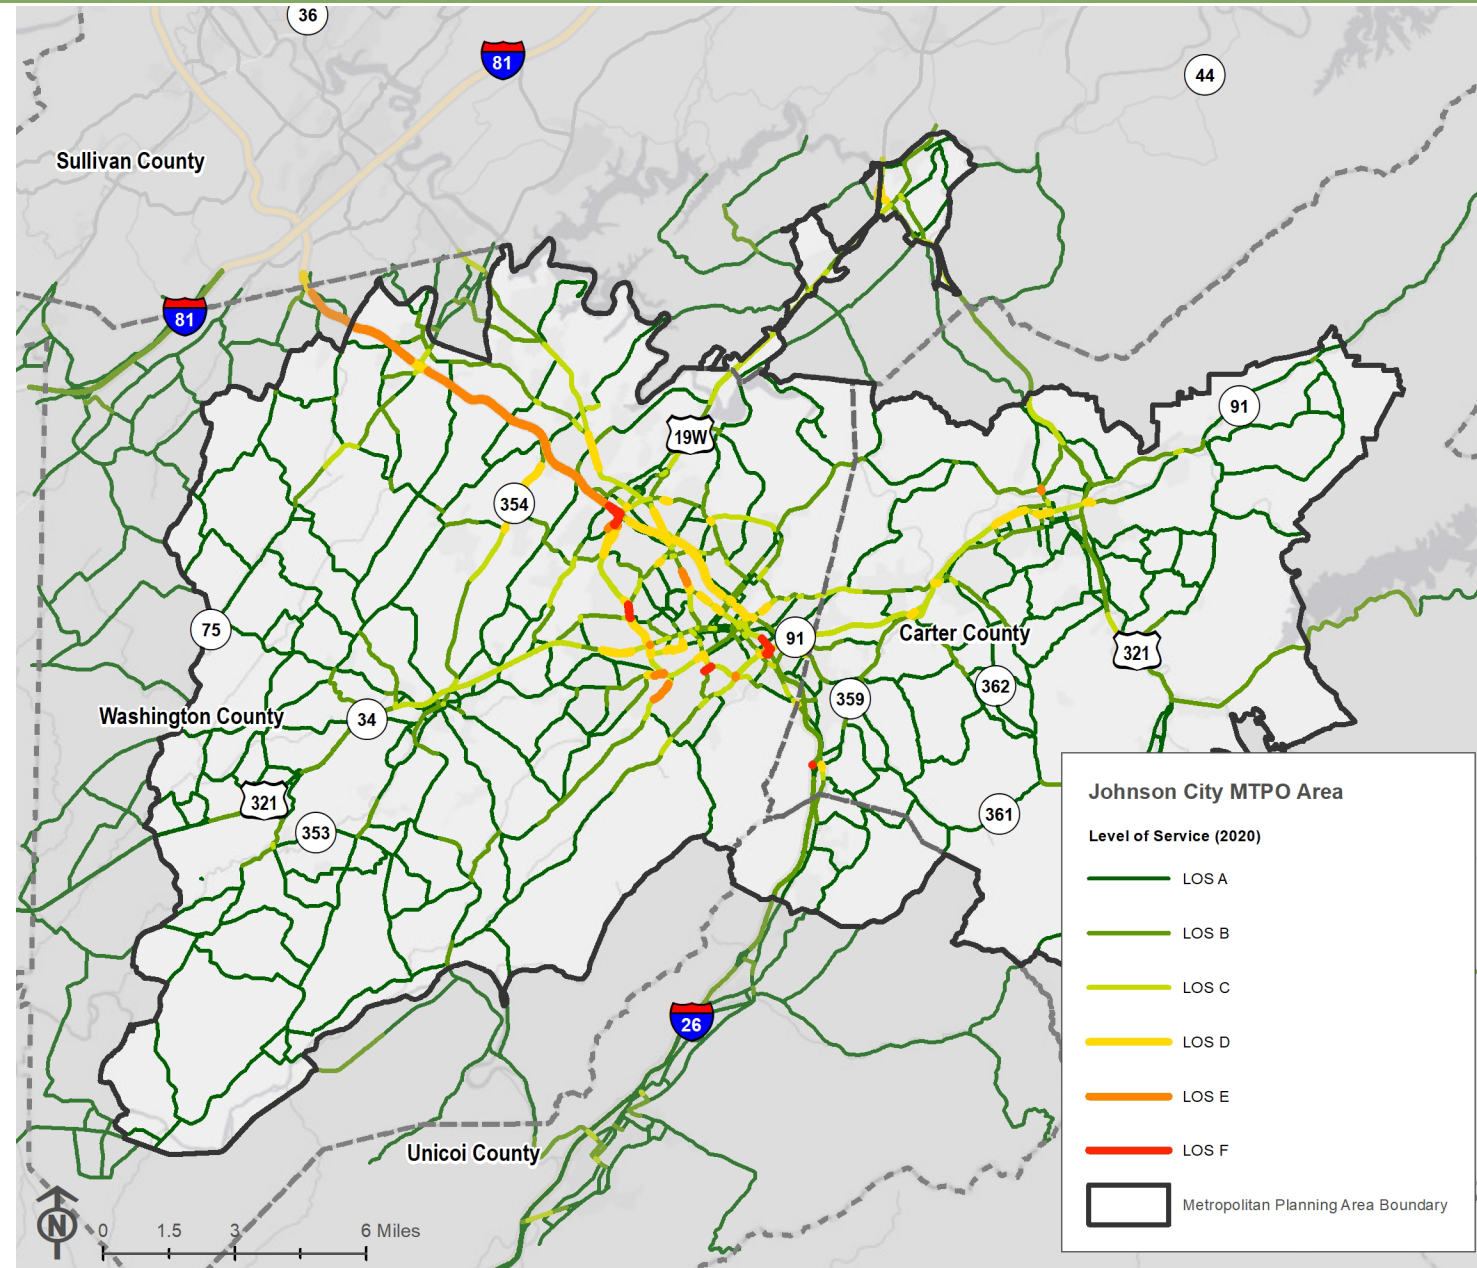 36
81
44
Sullivan County
81
91
19W
354
75
91
Carter County
321
362
359
Washington County
34
321
353
361
26
Unicoi County
N
0 1.5 3 6 Miles
Johnson City MTPO Area
Level of Service (2020)
LOS A
LOS B
LOS C
LOS D
LOS E
LOS F
Metropolitan Planning Area Boundary